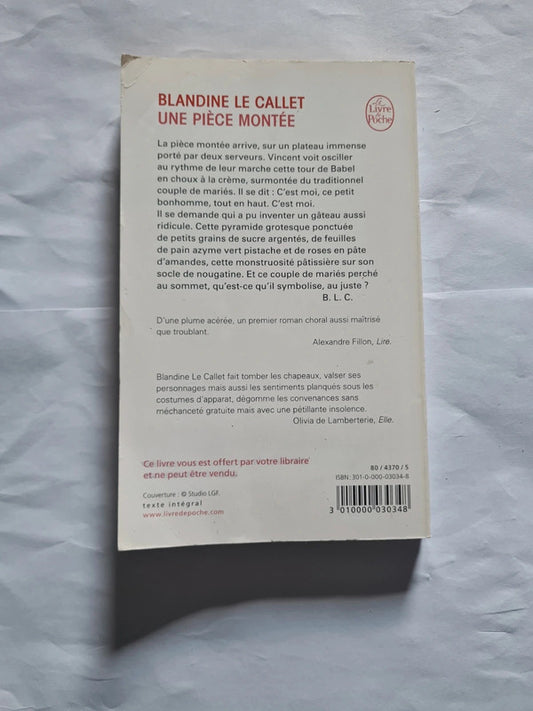 BLANDINE LE CALLET
UNE PIÈCE MONTÉE
Le
Livre
de
Poche
La pièce montée arrive, sur un plateau immense
porté par deux serveurs. Vincent voit osciller
au rythme de leur marche cette tour de Babel
en choux à la crème, surmontée du traditionnel
couple de mariés. Il se dit : C'est moi, ce petit
bonhomme, tout en haut. C'est moi.
Il se demande qui a pu inventer un gâteau aussi
ridicule. Cette pyramide grotesque ponctuée
de petits grains de sucre argentés, de feuilles
de pain azyme vert pistache et de roses en pâte
d'amandes, cette monstruosité pâtissière sur son
socle de nougatine. Et ce couple de mariés perché
au sommet, qu'est-ce qu'il symbolise, au juste ?
B. L. C.
D'une plume acérée, un premier roman choral aussi maîtrisé
que troublant.
Alexandre Fillon, Lire.
Blandine Le Callet fait tomber les chapeaux, valser ses
personnages mais aussi les sentiments planqués sous les
costumes d'apparat, dégomme les convenances sans
méchanceté gratuite mais avec une pétillante insolence.
Olivia de Lamberterie, Elle.
Ce livre vous est offert par votre libraire
et ne peut être vendu.
Couverture : © Studio LGF.
texte intégral
www.livredepoche.com
80 / 4370 / 5
ISBN: 301-0-000-03034-8
3 010000 030348